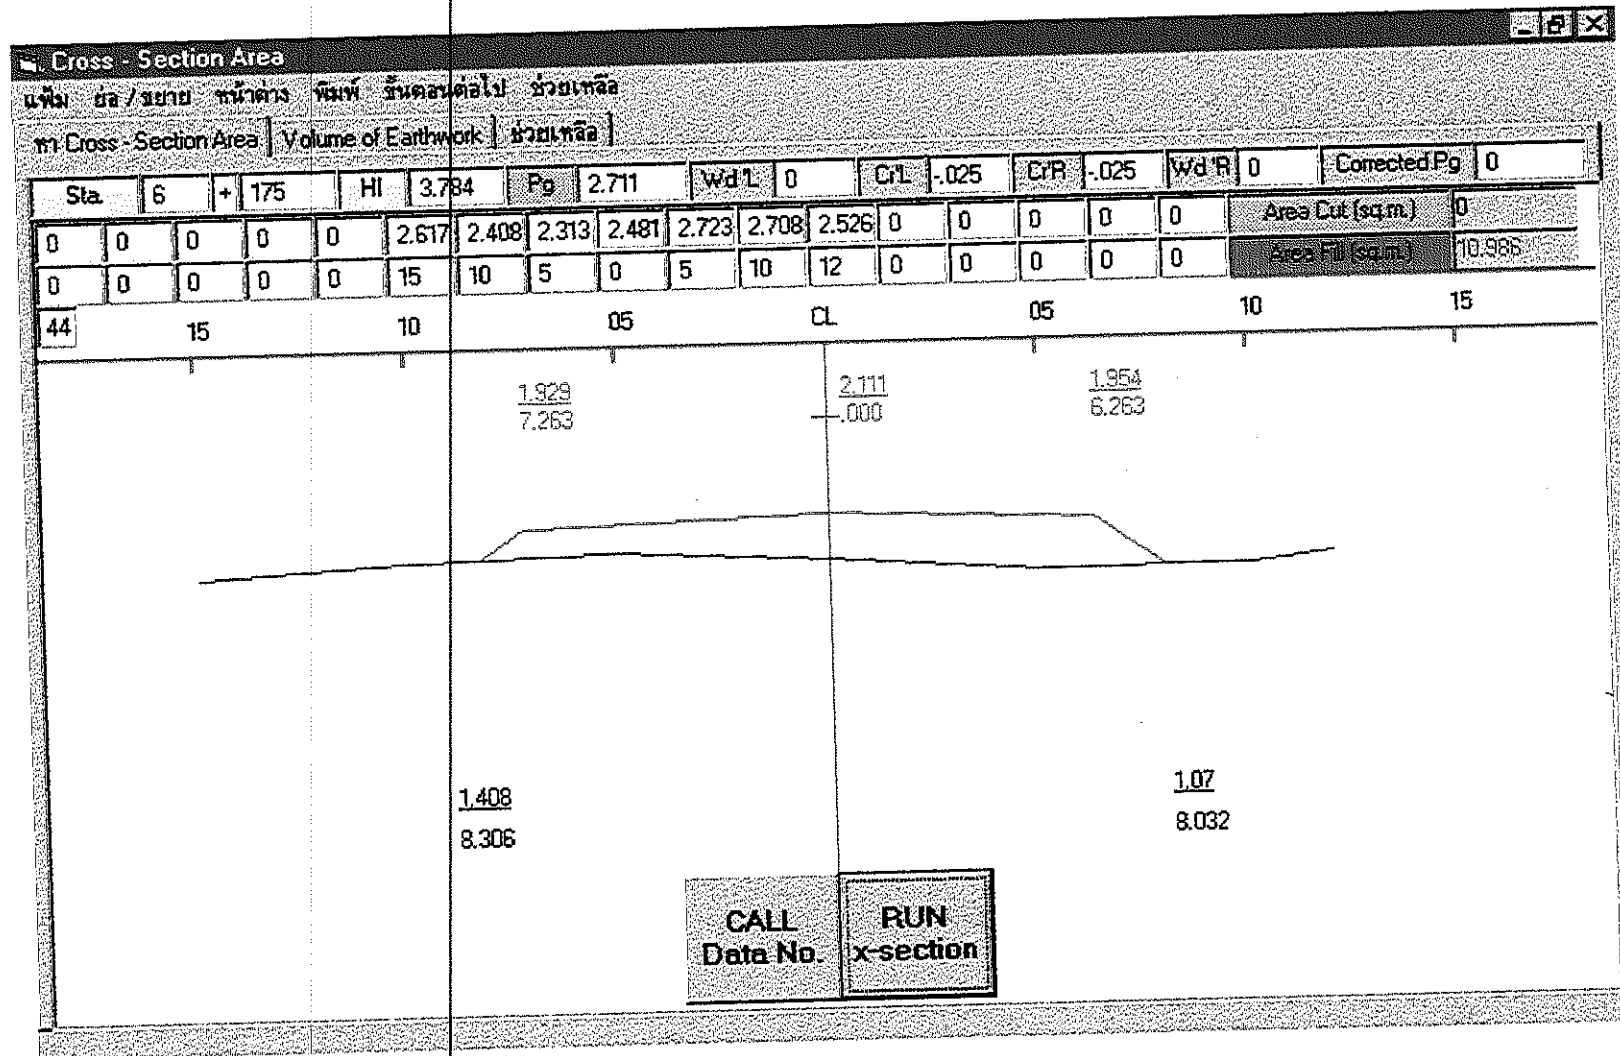 Cross - Section Area
แฟ้ม ย่อ / ขยาย หน้าต่าง พิมพ์ ขั้นตอนต่อไป ช่วยเหลือ
หา Cross - Section Area Volume of Earthwork ช่วยเหลือ
Sta. 6 + 175 HI 3.784 Pg 2.711 Wd'L 0 Cr'L -.025 Cr'R -.025 Wd'R 0 Corrected Pg 0
0 0 0 0 0 2.617 2.408 2.313 2.481 2.723 2.708 2.526 0 0 0 0 0 Area Cut (sq.m.) 0
0 0 0 0 0 15 10 5 0 5 10 12 0 0 0 0 0 Area Fill (sq.m.) 10.986
44 15 10 05 CL 05 10 15
1.929 2.111 1.954
7.263 .000 6.263
1.408 1.07
8.306 8.032
CALL RUN
Data No. x-section